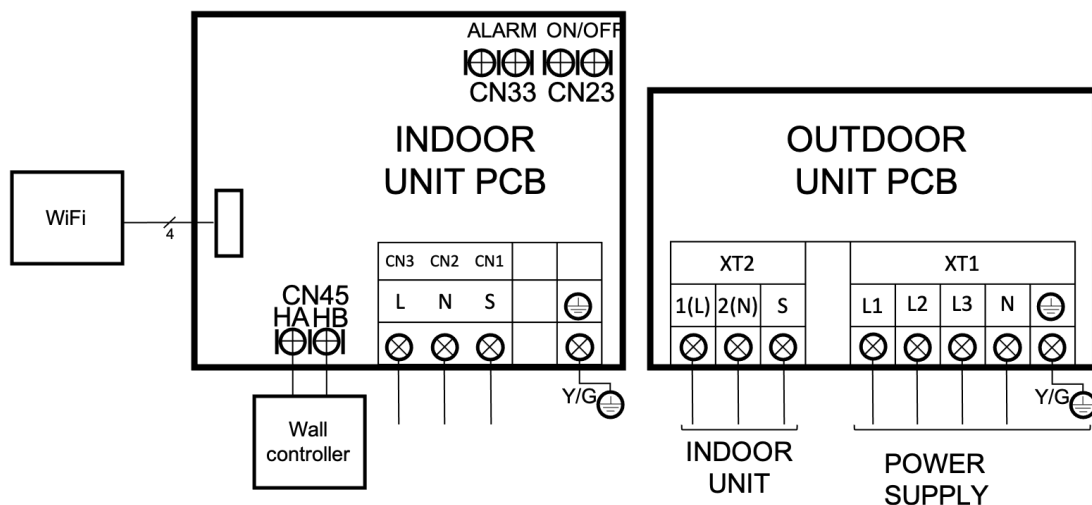 ALARM ON/OFF
CN33 CN23
INDOOR
UNIT PCB
WiFi
4
CN45
HA HB
Wall
controller
CN3 CN2 CN1
L N S
Y/G
OUTDOOR
UNIT PCB
XT2 XT1
1(L) 2(N) S L1 L2 L3 N
Y/G
INDOOR
UNIT
POWER
SUPPLY